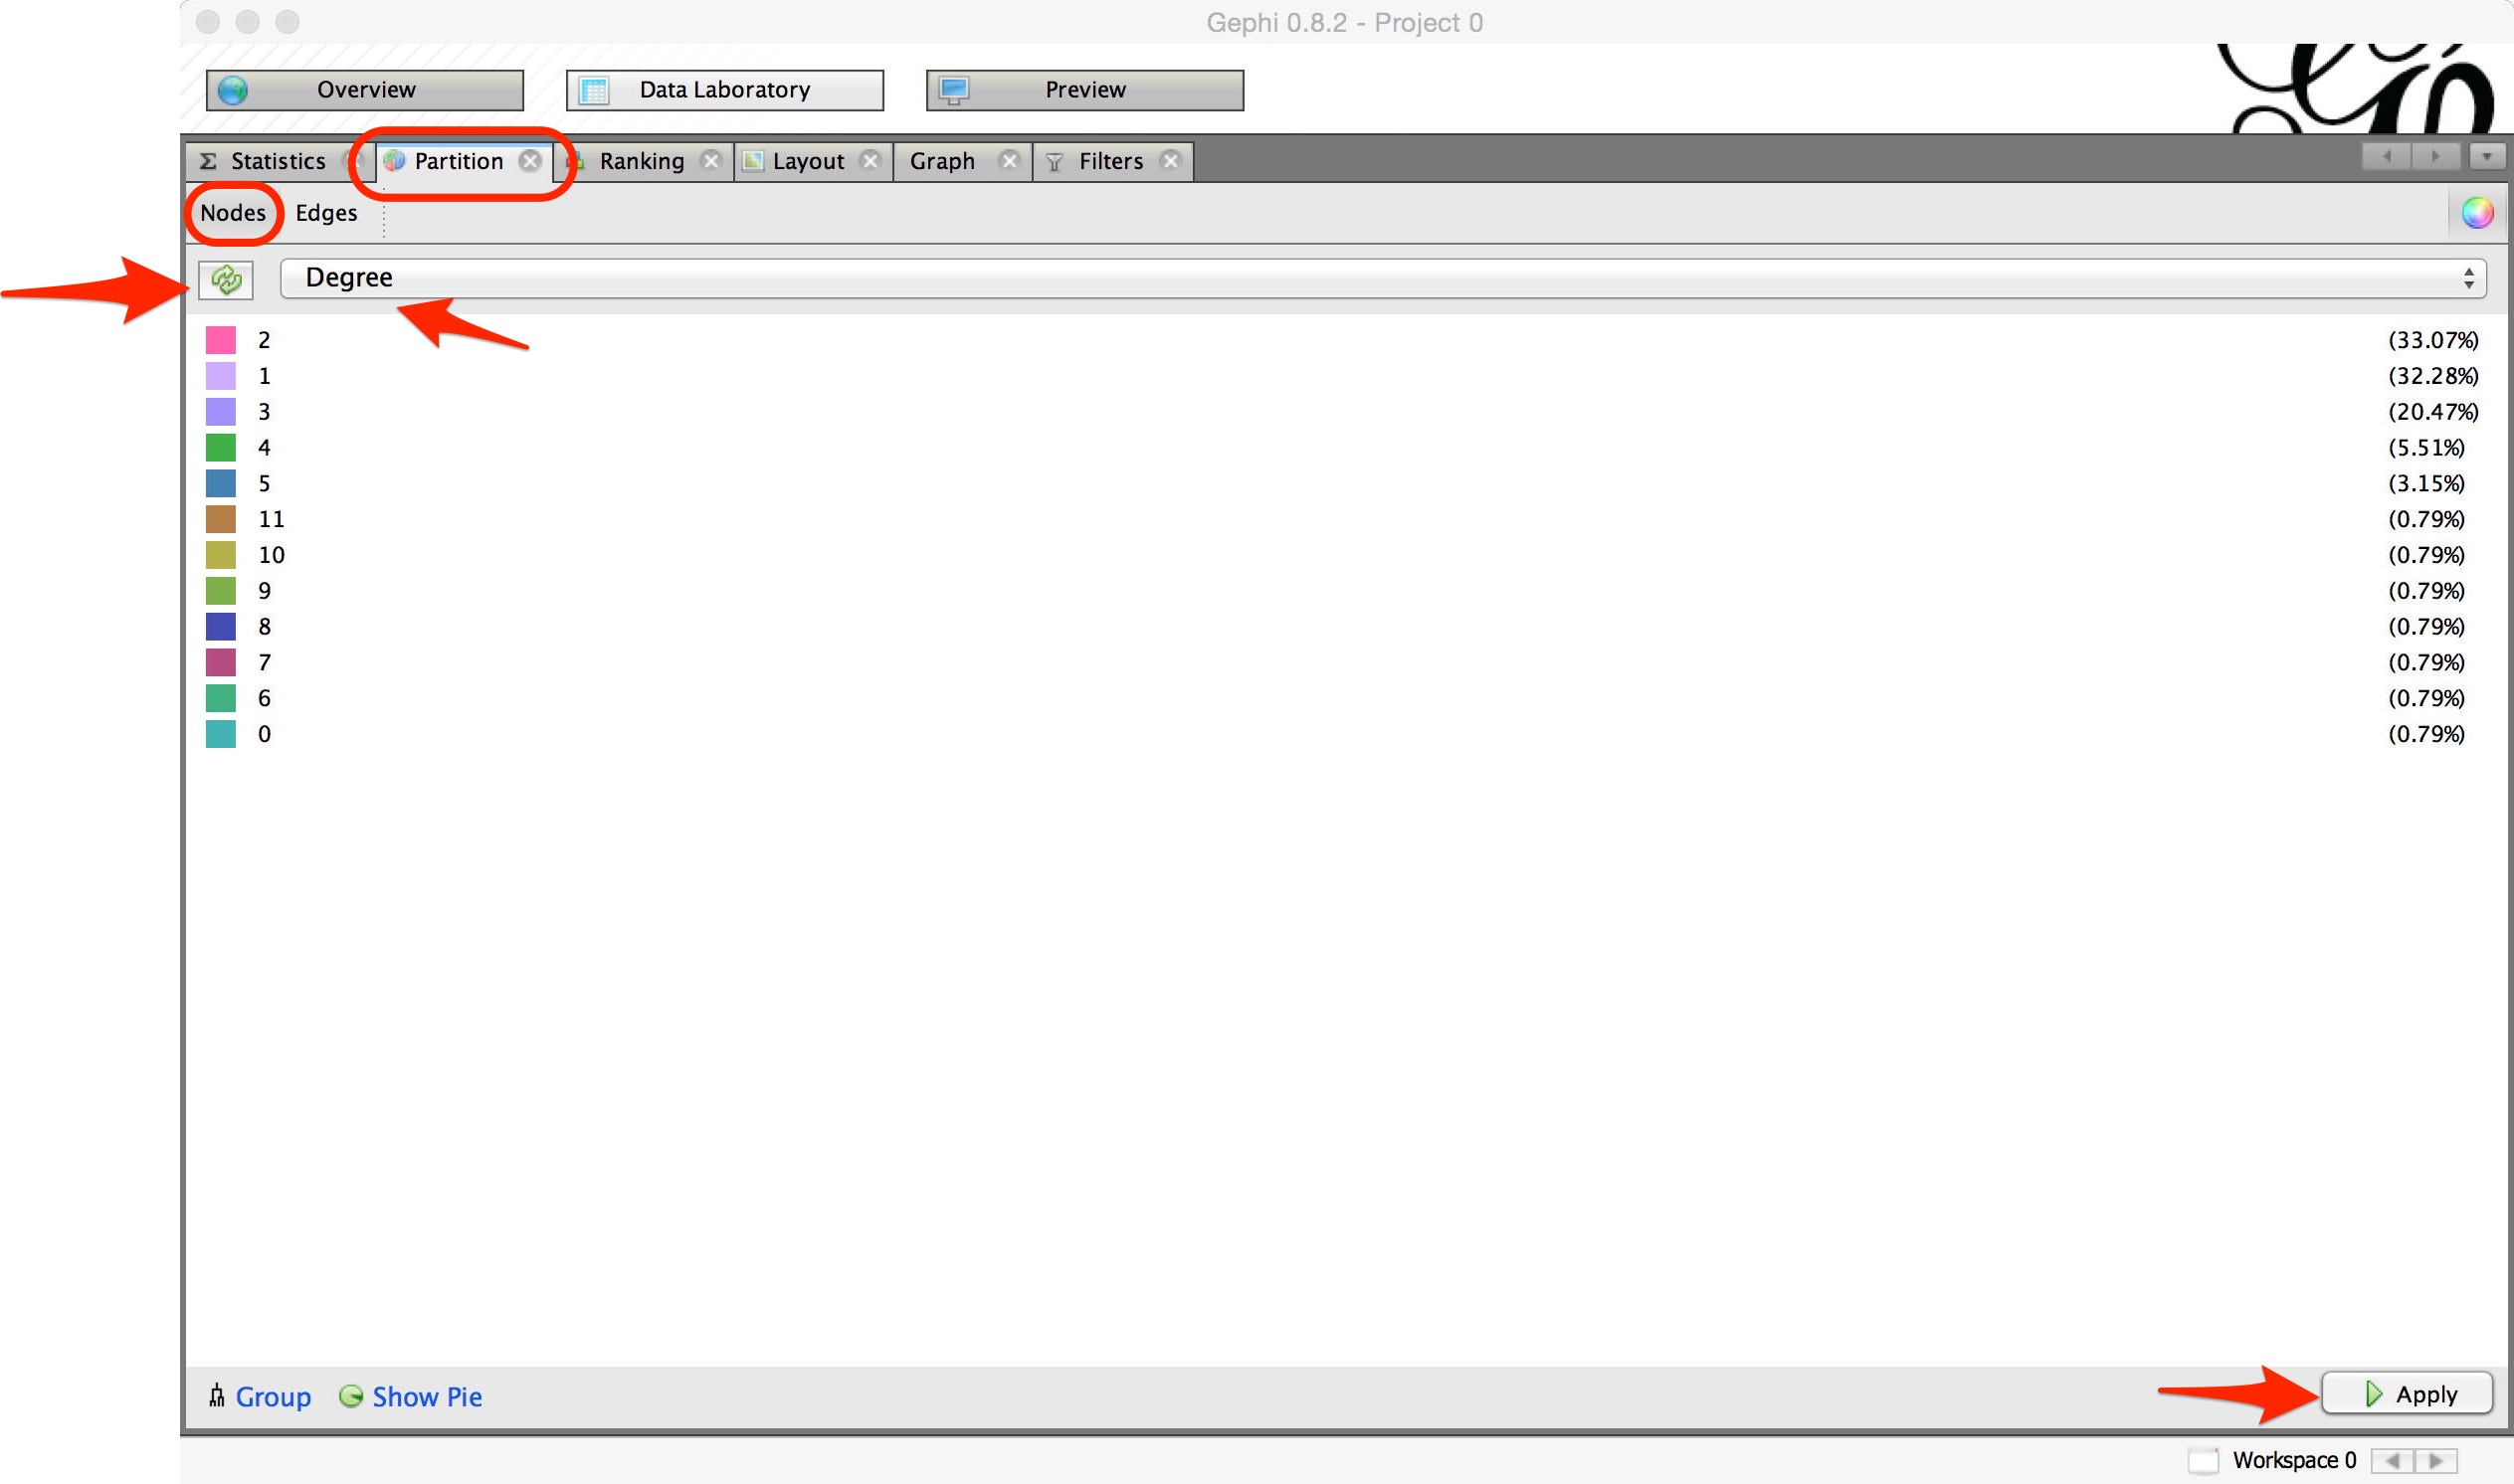 Gephi 0.8.2 - Project 0
Overview Data Laboratory Preview
Σ Statistics Partition Ranking Layout Graph Filters
Nodes Edges
Degree
2 (33.07%)
1 (32.28%)
3 (20.47%)
4 (5.51%)
5 (3.15%)
11 (0.79%)
10 (0.79%)
9 (0.79%)
8 (0.79%)
7 (0.79%)
6 (0.79%)
0 (0.79%)
Group Show Pie Apply
Workspace 0